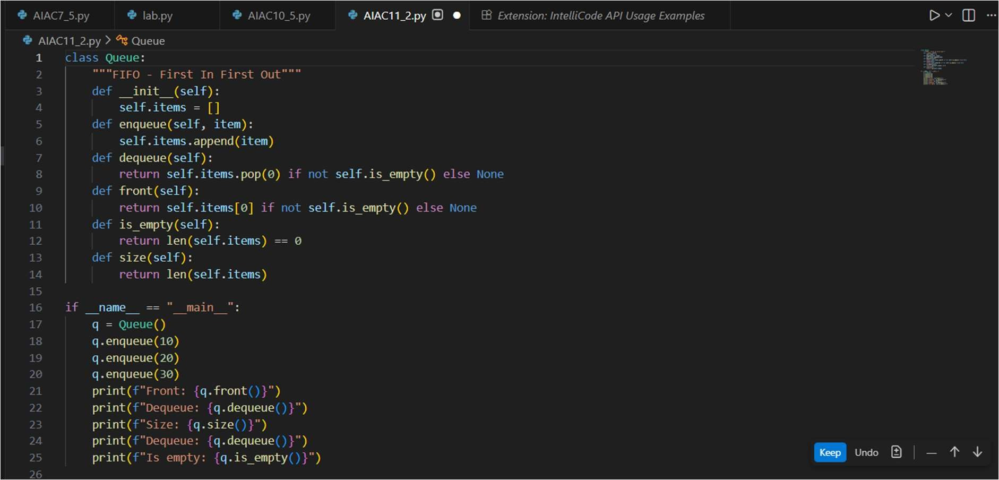 AIAC7_5.py lab.py AIAC10_5.py AIAC11_2.py Extension: IntelliCode API Usage Examples
AIAC11_2.py > Queue
1 class Queue:
2     """FIFO - First In First Out"""
3     def __init__(self):
4         self.items = []
5     def enqueue(self, item):
6         self.items.append(item)
7     def dequeue(self):
8         return self.items.pop(0) if not self.is_empty() else None
9     def front(self):
10         return self.items[0] if not self.is_empty() else None
11     def is_empty(self):
12         return len(self.items) == 0
13     def size(self):
14         return len(self.items)
15
16 if __name__ == "__main__":
17     q = Queue()
18     q.enqueue(10)
19     q.enqueue(20)
20     q.enqueue(30)
21     print(f"Front: {q.front()}")
22     print(f"Dequeue: {q.dequeue()}")
23     print(f"Size: {q.size()}")
24     print(f"Dequeue: {q.dequeue()}")
25     print(f"Is empty: {q.is_empty()}")
26
Keep Undo